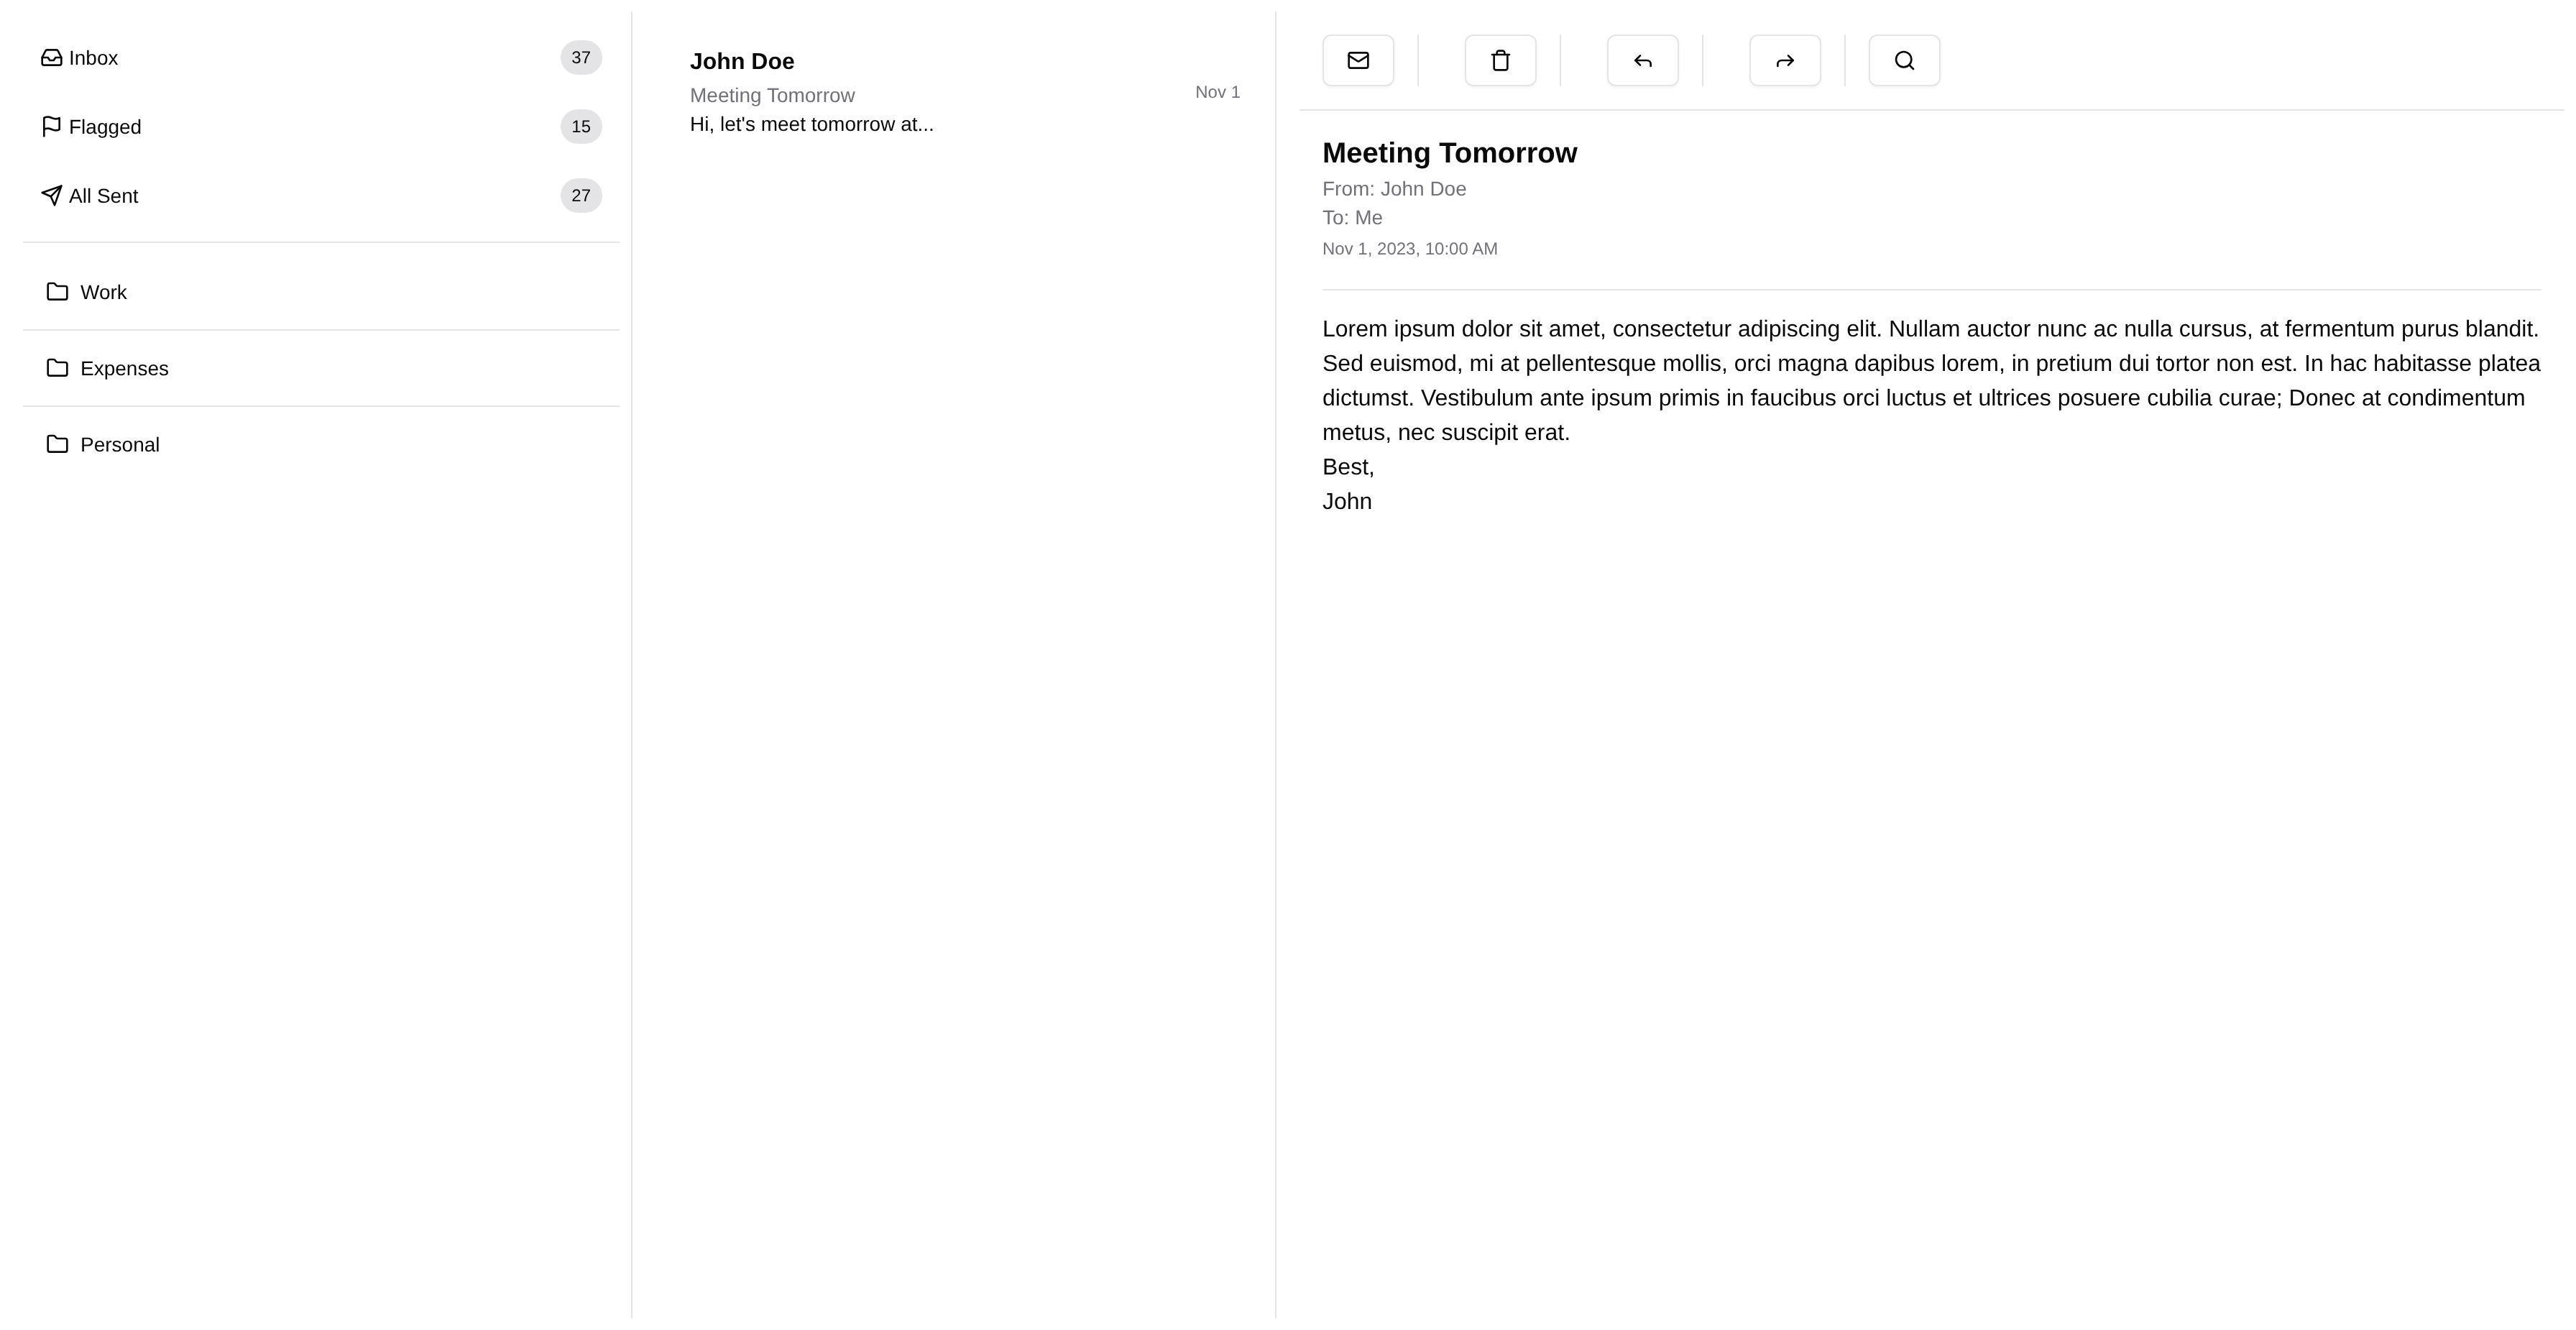 Inbox
37
Flagged
15
All Sent
27
Work
Expenses
Personal
John Doe
Meeting Tomorrow
Nov 1
Hi, let's meet tomorrow at...
Meeting Tomorrow
From: John Doe
To: Me
Nov 1, 2023, 10:00 AM
Lorem ipsum dolor sit amet, consectetur adipiscing elit. Nullam auctor nunc ac nulla cursus, at fermentum purus blandit.
Sed euismod, mi at pellentesque mollis, orci magna dapibus lorem, in pretium dui tortor non est. In hac habitasse platea
dictumst. Vestibulum ante ipsum primis in faucibus orci luctus et ultrices posuere cubilia curae; Donec at condimentum
metus, nec suscipit erat.
Best,
John